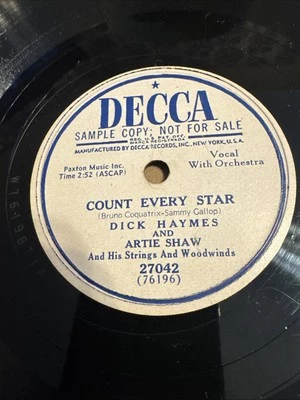 DECCA
SAMPLE COPY; NOT FOR SALE
MANUFACTURED BY DECCA RECORDS, INC., NEW YORK, U.S.A.
Paxton Music Inc.
Time 2:52 (ASCAP)
Vocal
With Orchestra
COUNT EVERY STAR
(Bruno Coquatrix-Sammy Gallop)
DICK HAYMES
AND
ARTIE SHAW
And His Strings And Woodwinds
27042
(76196)